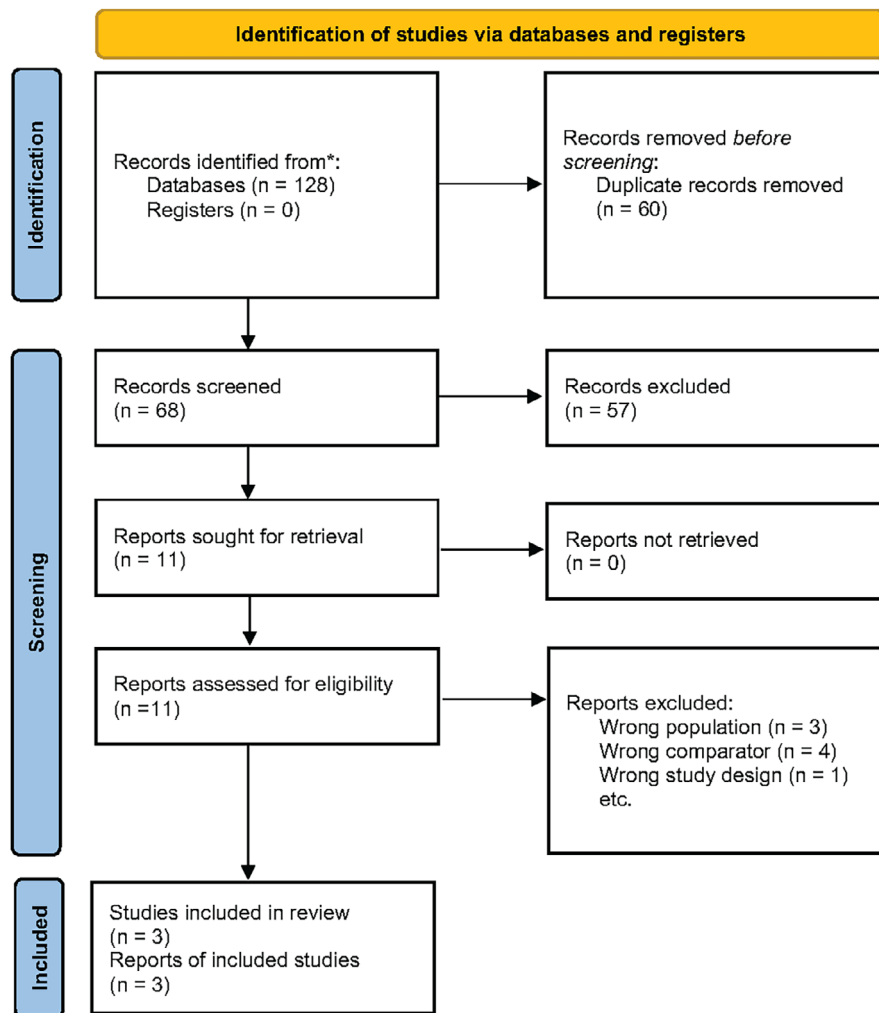 Identification of studies via databases and registers
Identification
Records identified from*:
Databases (n = 128)
Registers (n = 0)
Records removed before
screening:
Duplicate records removed
(n = 60)
Screening
Records screened
(n = 68)
Records excluded
(n = 57)
Reports sought for retrieval
(n = 11)
Reports not retrieved
(n = 0)
Reports assessed for eligibility
(n =11)
Reports excluded:
Wrong population (n = 3)
Wrong comparator (n = 4)
Wrong study design (n = 1)
etc.
Included
Studies included in review
(n = 3)
Reports of included studies
(n = 3)